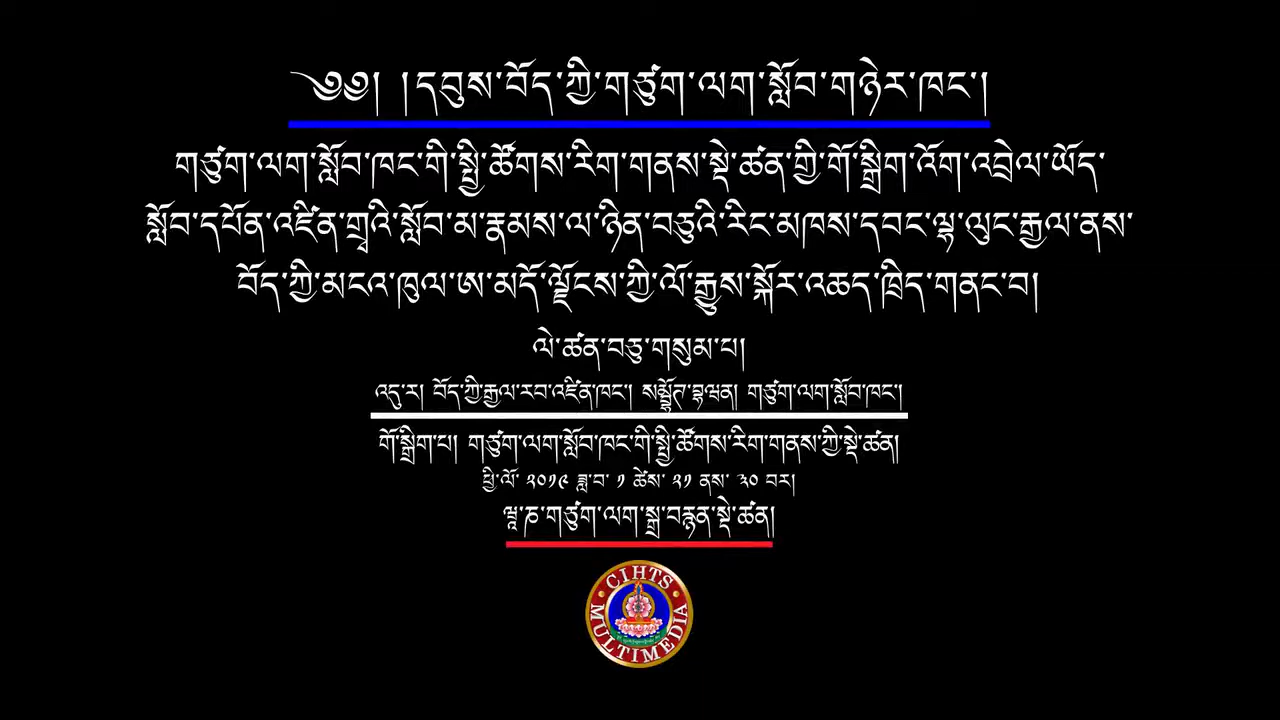 ༄༅། །དབུས་བོད་ཀྱི་གཙུག་ལག་སློབ་གཉེར་ཁང་།
གཙུག་ལག་སློབ་ཁང་གི་སྤྱི་ཚོགས་རིག་གནས་སྡེ་ཚན་གྱི་གོ་སྒྲིག་འོག་འབྲེལ་ཡོད་
སློབ་དཔོན་འཛིན་གྲྭའི་སློབ་མ་རྣམས་ལ་ཉིན་བཅུའི་རིང་མཁས་དབང་ལྷ་ལུང་རྒྱལ་ནས་
བོད་ཀྱི་མངའ་ཁུལ་ཨ་མདོ་ལྗོངས་ཀྱི་ལོ་རྒྱུས་སྐོར་འཆད་ཁྲིད་གནང་བ།
ལེ་ཚན་བཅུ་གསུམ་པ།
འདུ་ར། བོད་ཀྱི་རྒྱལ་རབ་འཛིན་ཁང་། གཙུག་ལག་སློབ་ཁང་།
གོ་སྒྲིག་པ། གཙུག་ལག་སློབ་ཁང་གི་སྤྱི་ཚོགས་རིག་གནས་ཀྱི་སྡེ་ཚན།
ཕྱི་ལོ་ ༢༠༡༩ ཟླ་བ་ ༡ ཚེས་ ༢༡ ནས་ ༣༠ བར།
ཝཱ་ཎ་གཙུག་ལག་སྒྲ་བརྙན་སྡེ་ཚན།
CIHTS
MULTIMEDIA